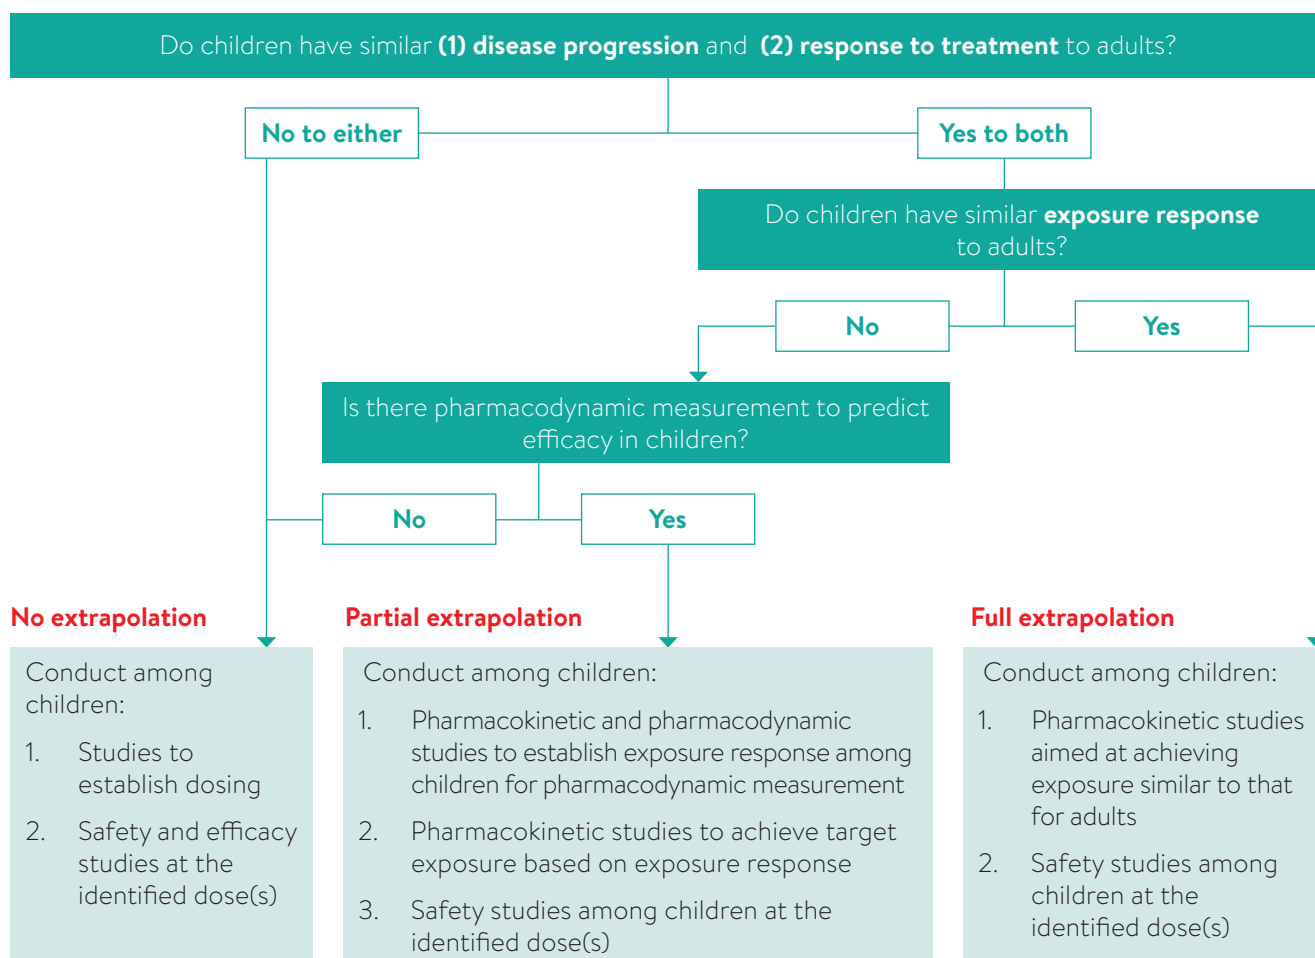 Do children have similar (1) disease progression and (2) response to treatment to adults?
No to either
Yes to both
Do children have similar exposure response
to adults?
No
Yes
Is there pharmacodynamic measurement to predict
efficacy in children?
No
Yes
No extrapolation
Conduct among
children:
1. Studies to
establish dosing
2. Safety and efficacy
studies at the
identified dose(s)
Partial extrapolation
Conduct among children:
1. Pharmacokinetic and pharmacodynamic
studies to establish exposure response among
children for pharmacodynamic measurement
2. Pharmacokinetic studies to achieve target
exposure based on exposure response
3. Safety studies among children at the
identified dose(s)
Full extrapolation
Conduct among children:
1. Pharmacokinetic studies
aimed at achieving
exposure similar to that
for adults
2. Safety studies among
children at the
identified dose(s)